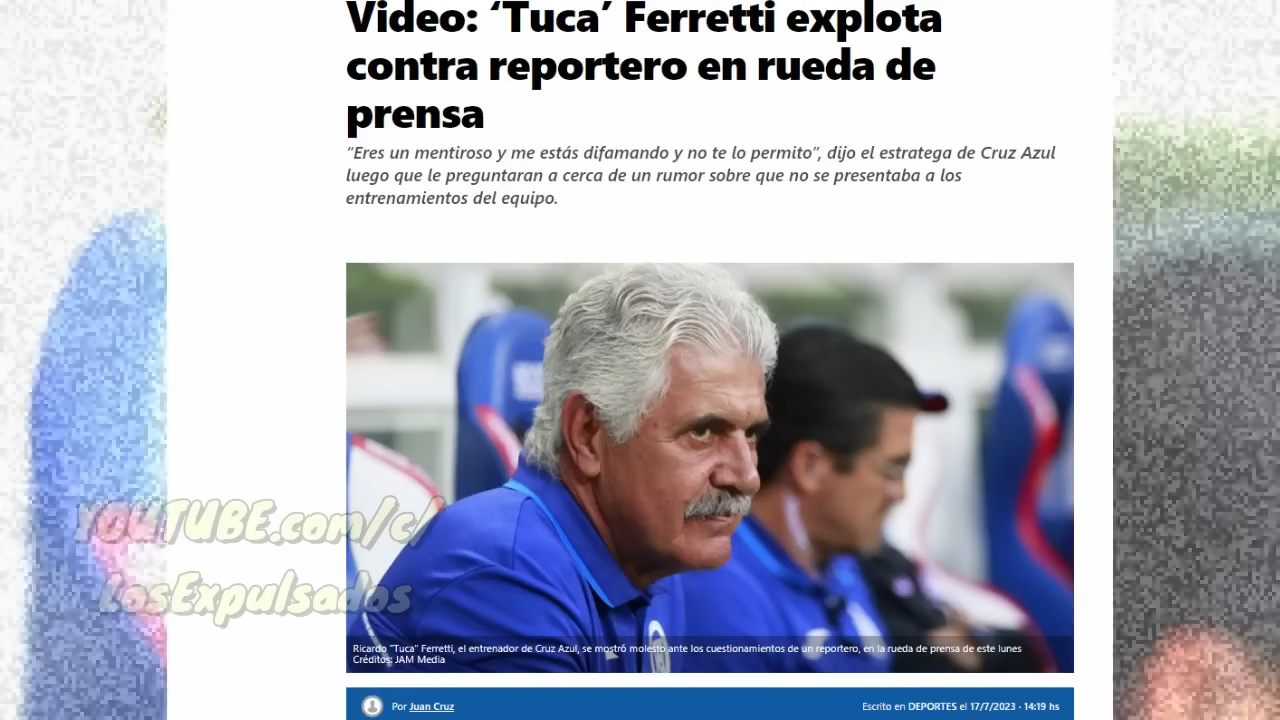 Video: ‘Tuca’ Ferretti explota
contra reportero en rueda de
prensa
“Eres un mentiroso y me estás difamando y no te lo permito”, dijo el estratega de Cruz Azul
luego que le preguntaran a cerca de un rumor sobre que no se presentaba a los
entrenamientos del equipo.
YOUTUBE.com/c/
LosExpulsados
Ricardo "Tuca" Ferretti, el entrenador de Cruz Azul, se mostró molesto ante los cuestionamientos de un reportero, en la rueda de prensa de este lunes
Créditos: JAM Media
Por Juan Cruz
Escrito en DEPORTES el 17/7/2023 · 14:19 hs